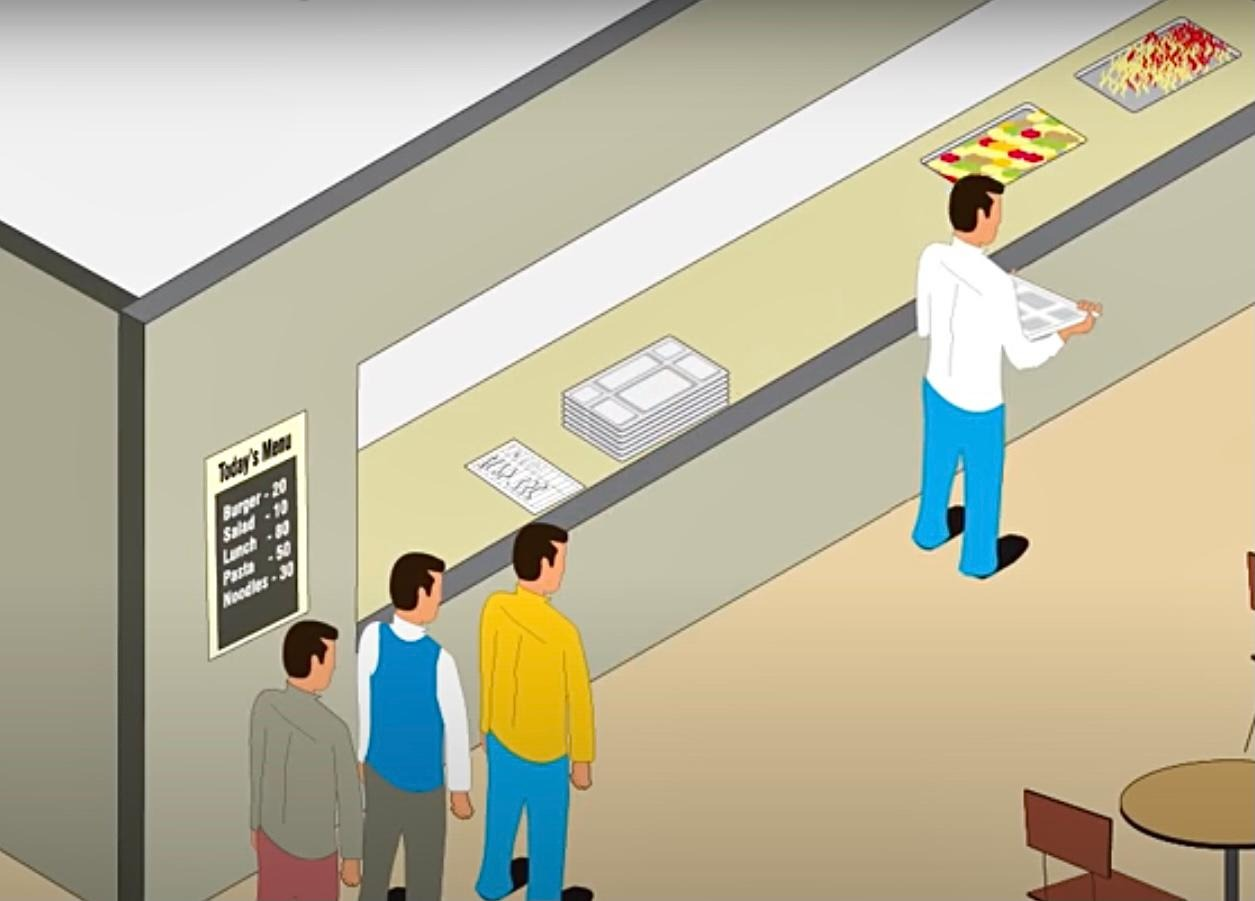 Today's Menu
Burger - 20
Salad - 10
Lunch - 80
Pasta - 50
Noodles - 30